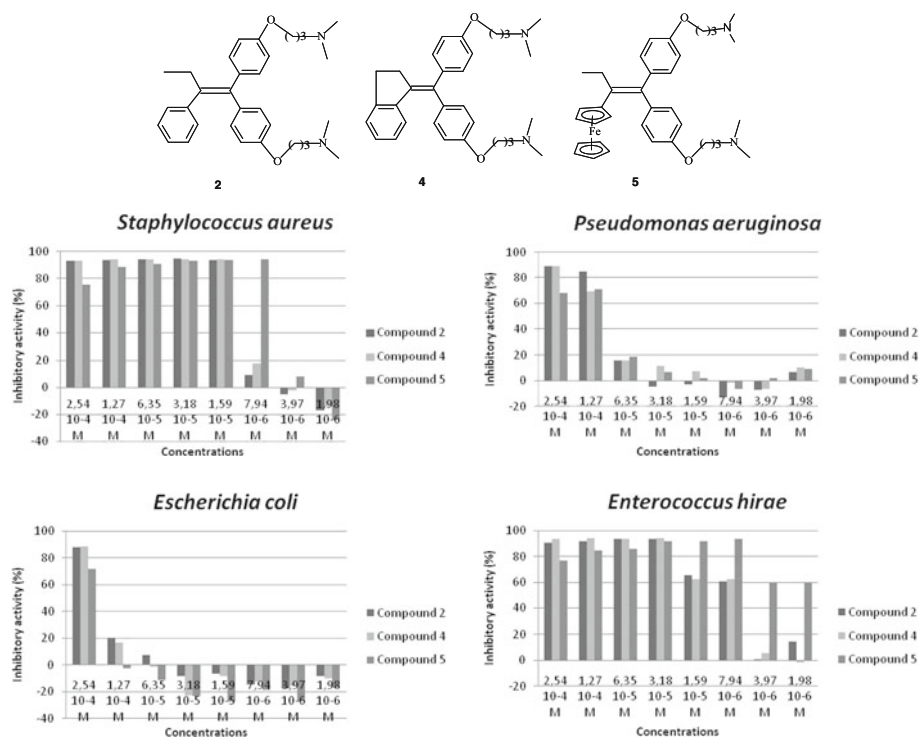 O ( )3 N
O ( )3 N
O ( )3 N
O ( )3 N
Fe
O ( )3 N
O ( )3 N
2 4 5
Staphylococcus aureus
Inhibitory activity (%)
100
80
60
40
20
0
-20
-40
2,54 1,27 6,35 3,18 1,59 7,94 3,97 1,98
10-4 10-4 10-5 10-5 10-5 10-6 10-6 10-6
M M M M M M M M
Concentrations
Compound 2
Compound 4
Compound 5
Pseudomonas aeruginosa
Inhibitory activity (%)
100
80
60
40
20
0
-20
2,54 1,27 6,35 3,18 1,59 7,94 3,97 1,98
10-4 10-4 10-5 10-5 10-5 10-6 10-6 10-6
M M M M M M M M
Concentrations
Compound 2
Compound 4
Compound 5
Escherichia coli
Inhibitory activity (%)
100
80
60
40
20
0
-20
-40
2,54 1,27 6,35 3,18 1,59 7,94 3,97 1,98
10-4 10-4 10-5 10-5 10-5 10-6 10-6 10-6
M M M M M M M M
Concentrations
Compound 2
Compound 4
Compound 5
Enterococcus hirae
Inhibitory activity (%)
100
80
60
40
20
0
-20
2,54 1,27 6,35 3,18 1,59 7,94 3,97 1,98
10-4 10-4 10-5 10-5 10-5 10-6 10-6 10-6
M M M M M M M M
Concentrations
Compound 2
Compound 4
Compound 5